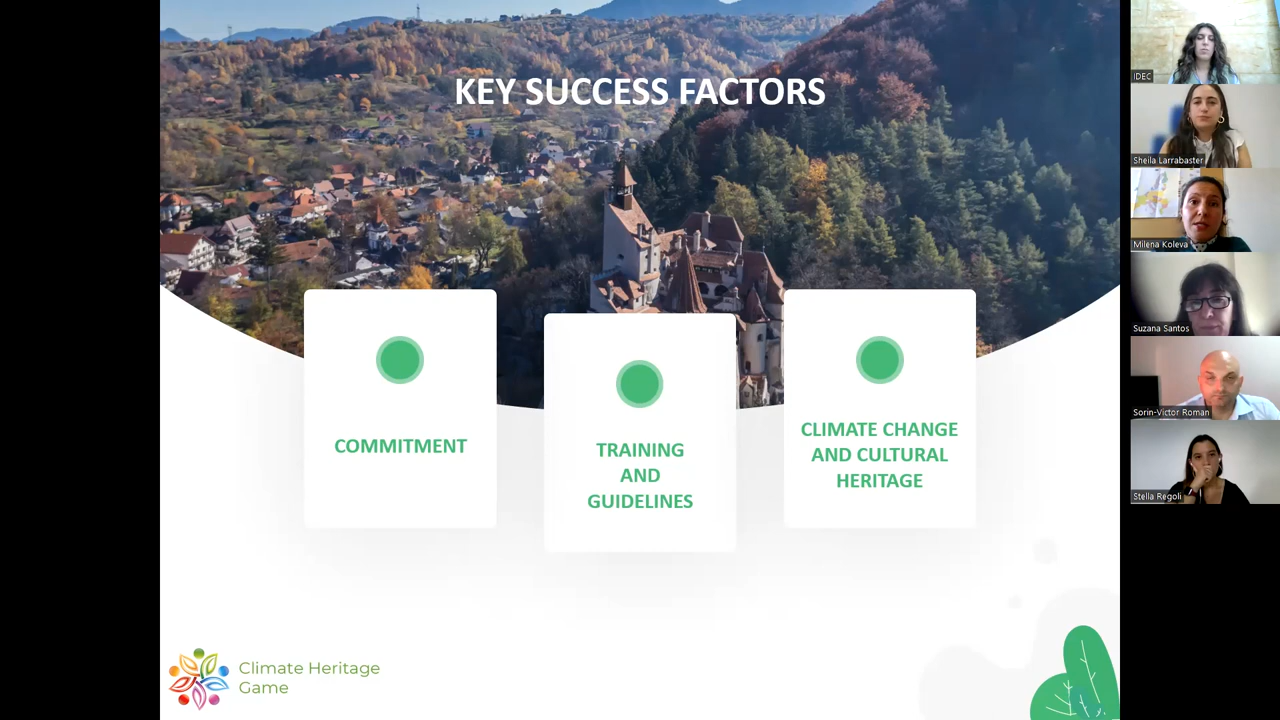 KEY SUCCESS FACTORS
COMMITMENT
TRAINING
AND
GUIDELINES
CLIMATE CHANGE
AND CULTURAL
HERITAGE
Climate Heritage
Game
IDEC
Sheila Larrabaster
Milena Koleva
Suzana Santos
Sorin-Victor Roman
Stella Regoli